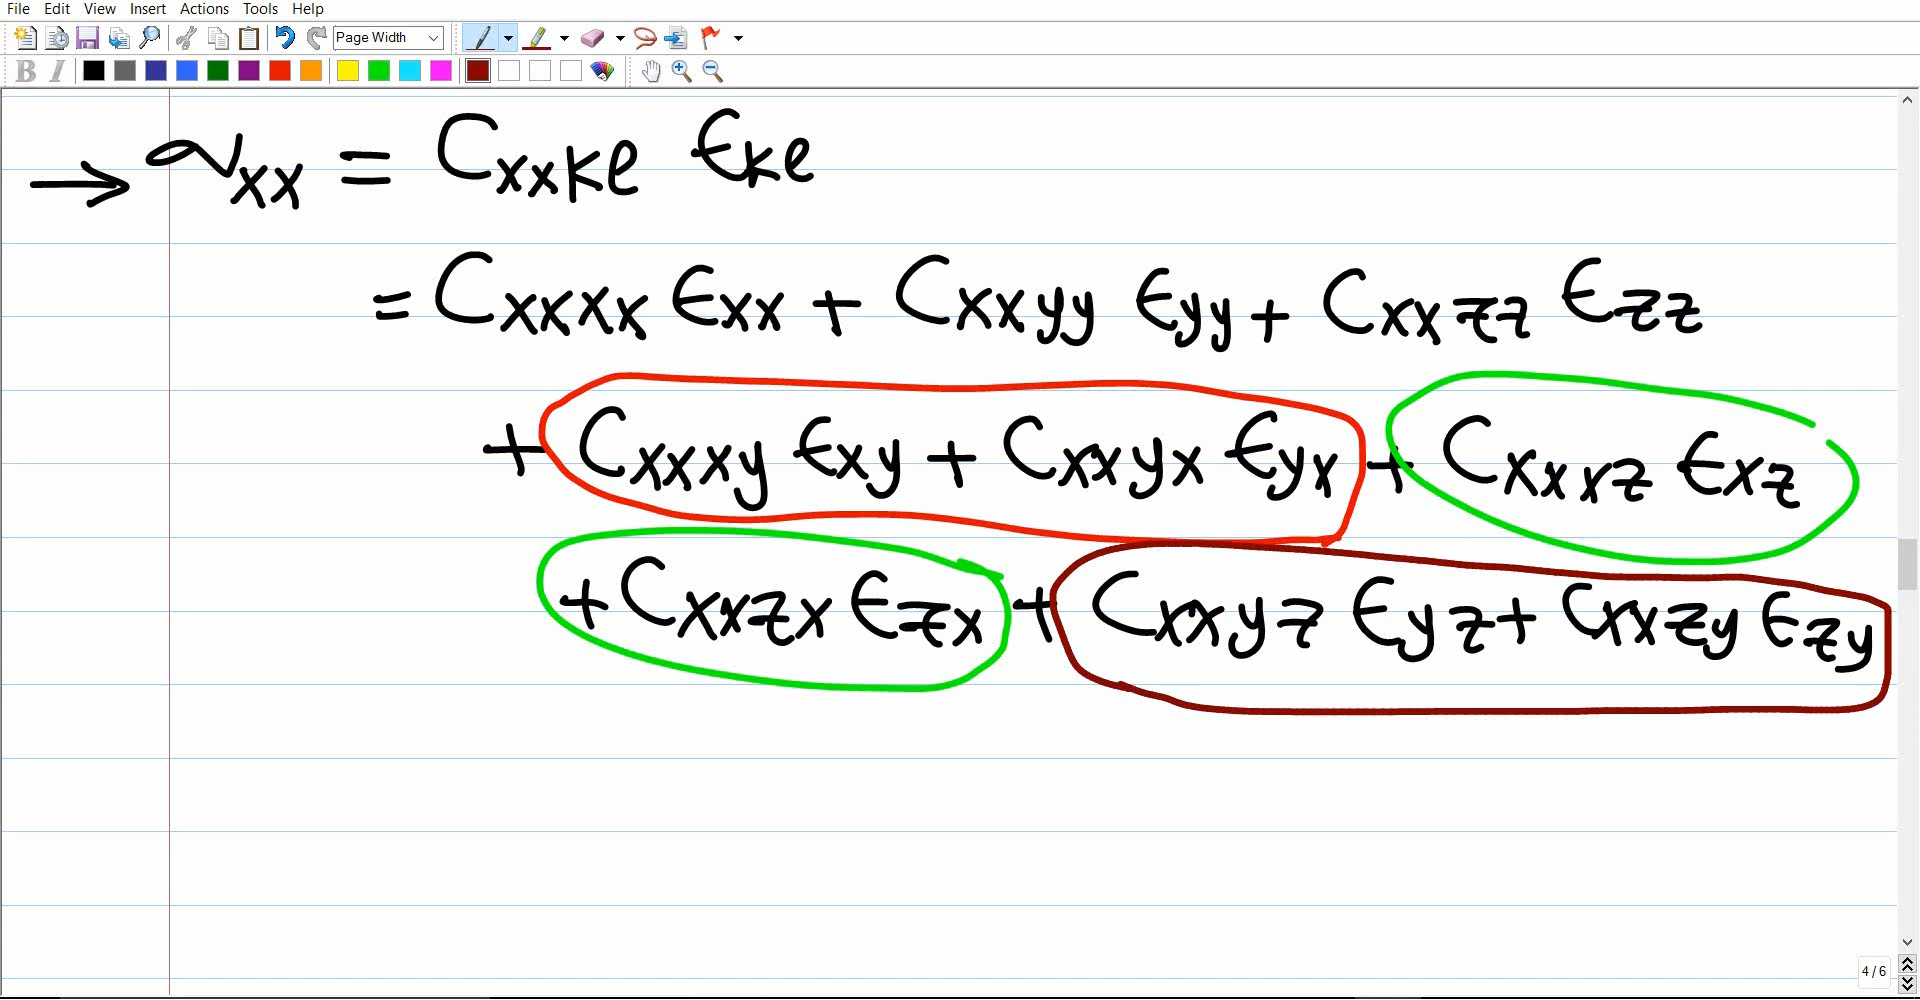 File Edit View Insert Actions Tools Help
Page Width
B I
→ σxx = Cxxkl ϵkl
= Cxxxx ϵxx + Cxxyy ϵyy + Cxxzz ϵzz
+ Cxxxy ϵxy + Cxxyx ϵyx + Cxxxz ϵxz
+ Cxxzx ϵzx + Cxxyz ϵyz + Cxxzy ϵzy
4 / 6